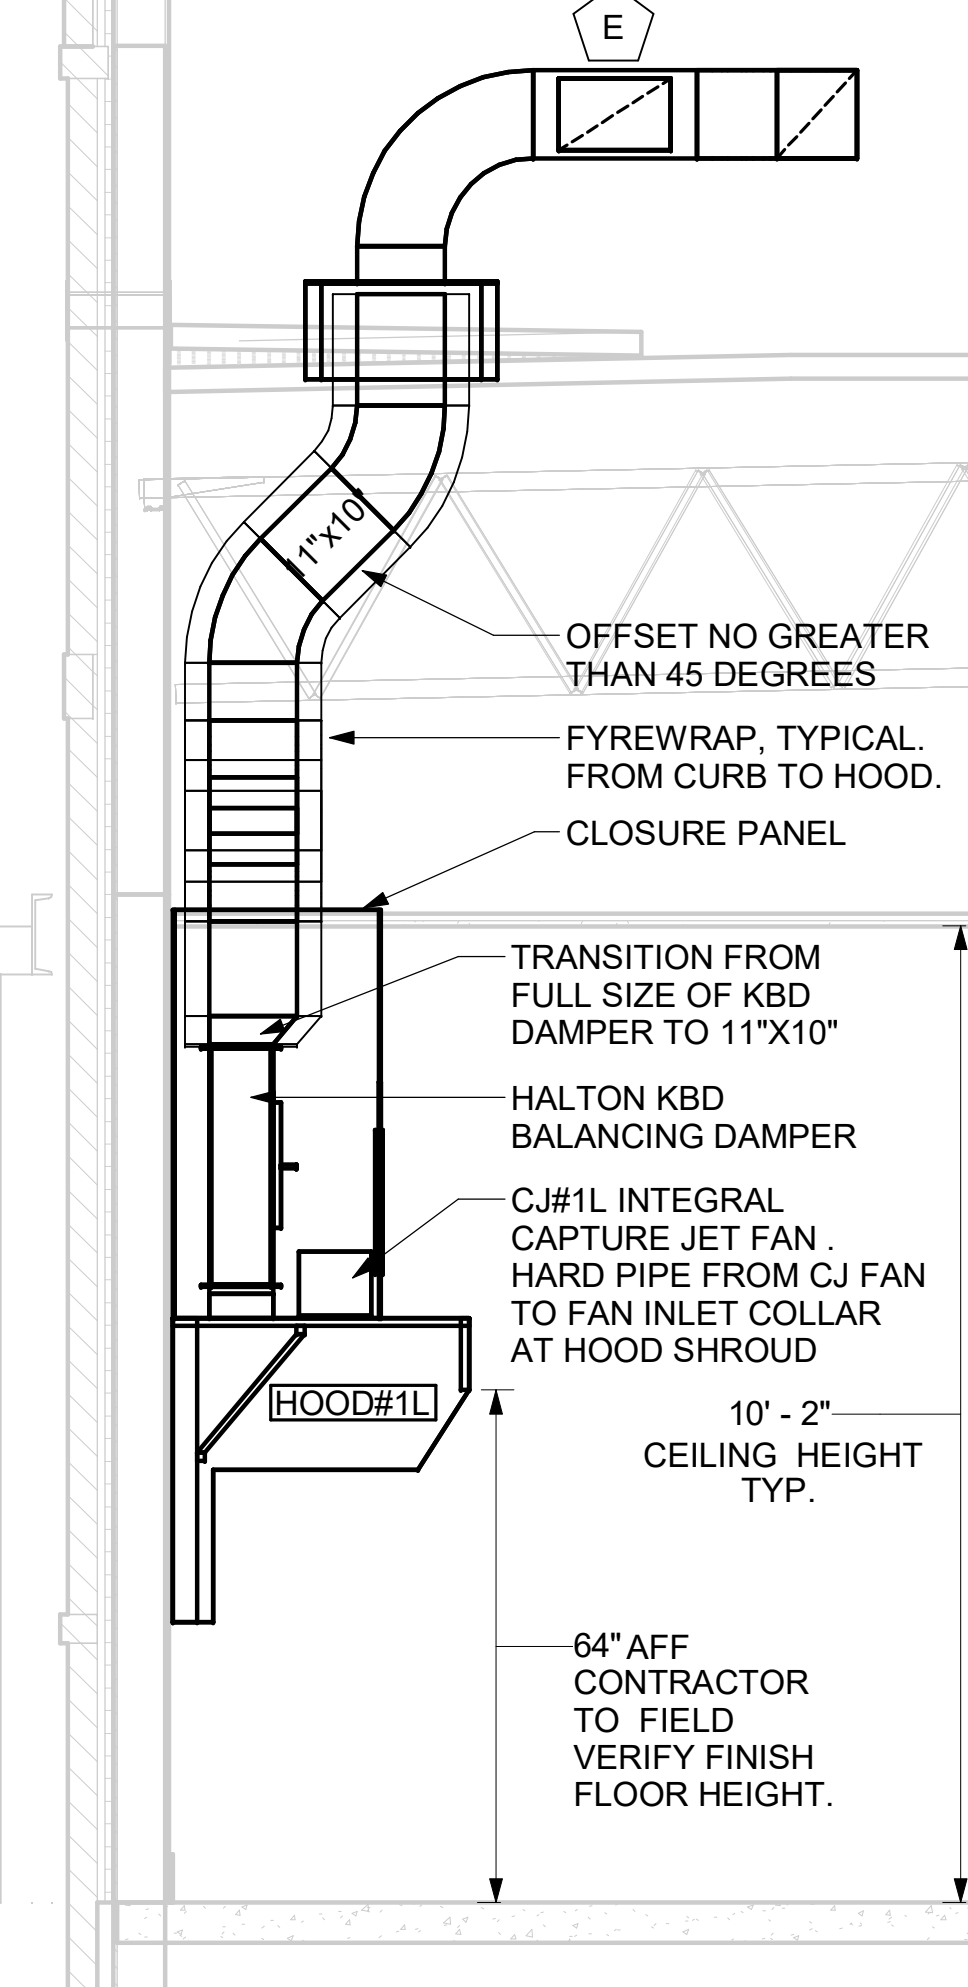 E
11"x10"
OFFSET NO GREATER
THAN 45 DEGREES
FYREWRAP, TYPICAL.
FROM CURB TO HOOD.
CLOSURE PANEL
TRANSITION FROM
FULL SIZE OF KBD
DAMPER TO 11"X10"
HALTON KBD
BALANCING DAMPER
CJ#1L INTEGRAL
CAPTURE JET FAN .
HARD PIPE FROM CJ FAN
TO FAN INLET COLLAR
AT HOOD SHROUD
HOOD#1L
10' - 2"
CEILING HEIGHT
TYP.
64" AFF
CONTRACTOR
TO FIELD
VERIFY FINISH
FLOOR HEIGHT.